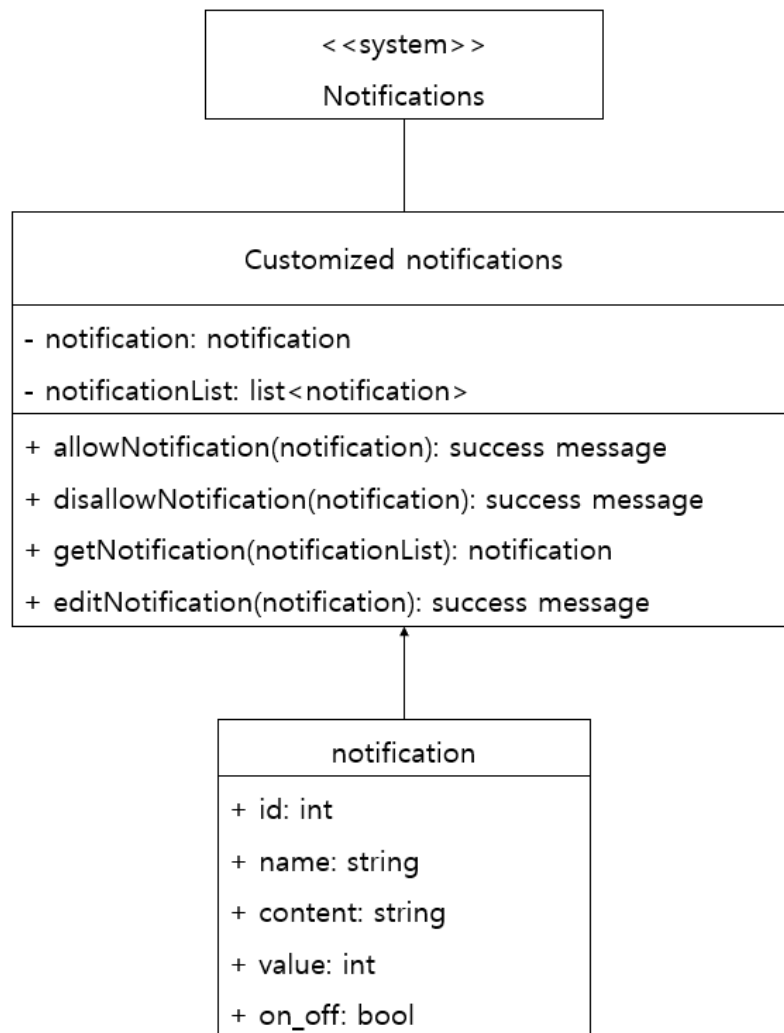 <<system>>
Notifications
Customized notifications
- notification: notification
- notificationList: list<notification>
+ allowNotification(notification): success message
+ disallowNotification(notification): success message
+ getNotification(notificationList): notification
+ editNotification(notification): success message
notification
+ id: int
+ name: string
+ content: string
+ value: int
+ on_off: bool